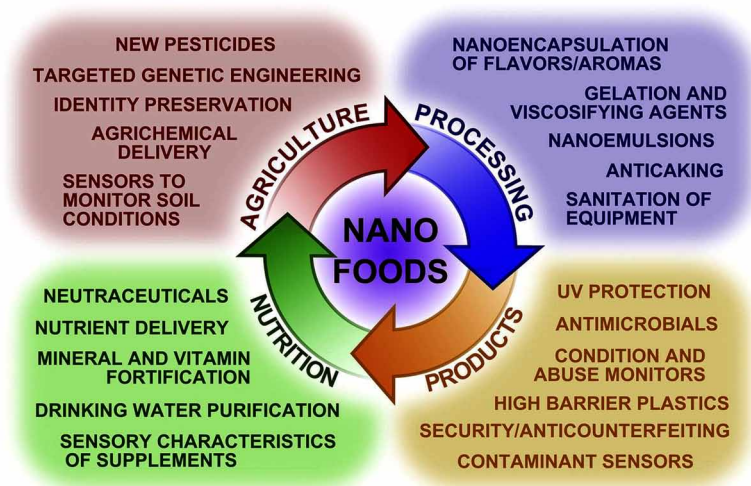 NEW PESTICIDES
TARGETED GENETIC ENGINEERING
IDENTITY PRESERVATION
AGRICHEMICAL
DELIVERY
SENSORS TO
MONITOR SOIL
CONDITIONS
AGRICULTURE
NANOENCAPSULATION
OF FLAVORS/AROMAS
GELATION AND
VISCOSIFYING AGENTS
NANOEMULSIONS
ANTICAKING
SANITATION OF
EQUIPMENT
PROCESSING
NANO
FOODS
NEUTRACEUTICALS
NUTRIENT DELIVERY
MINERAL AND VITAMIN
FORTIFICATION
DRINKING WATER PURIFICATION
SENSORY CHARACTERISTICS
OF SUPPLEMENTS
NUTRITION
UV PROTECTION
ANTIMICROBIALS
CONDITION AND
ABUSE MONITORS
HIGH BARRIER PLASTICS
SECURITY/ANTICOUNTERFEITING
CONTAMINANT SENSORS
PRODUCTS